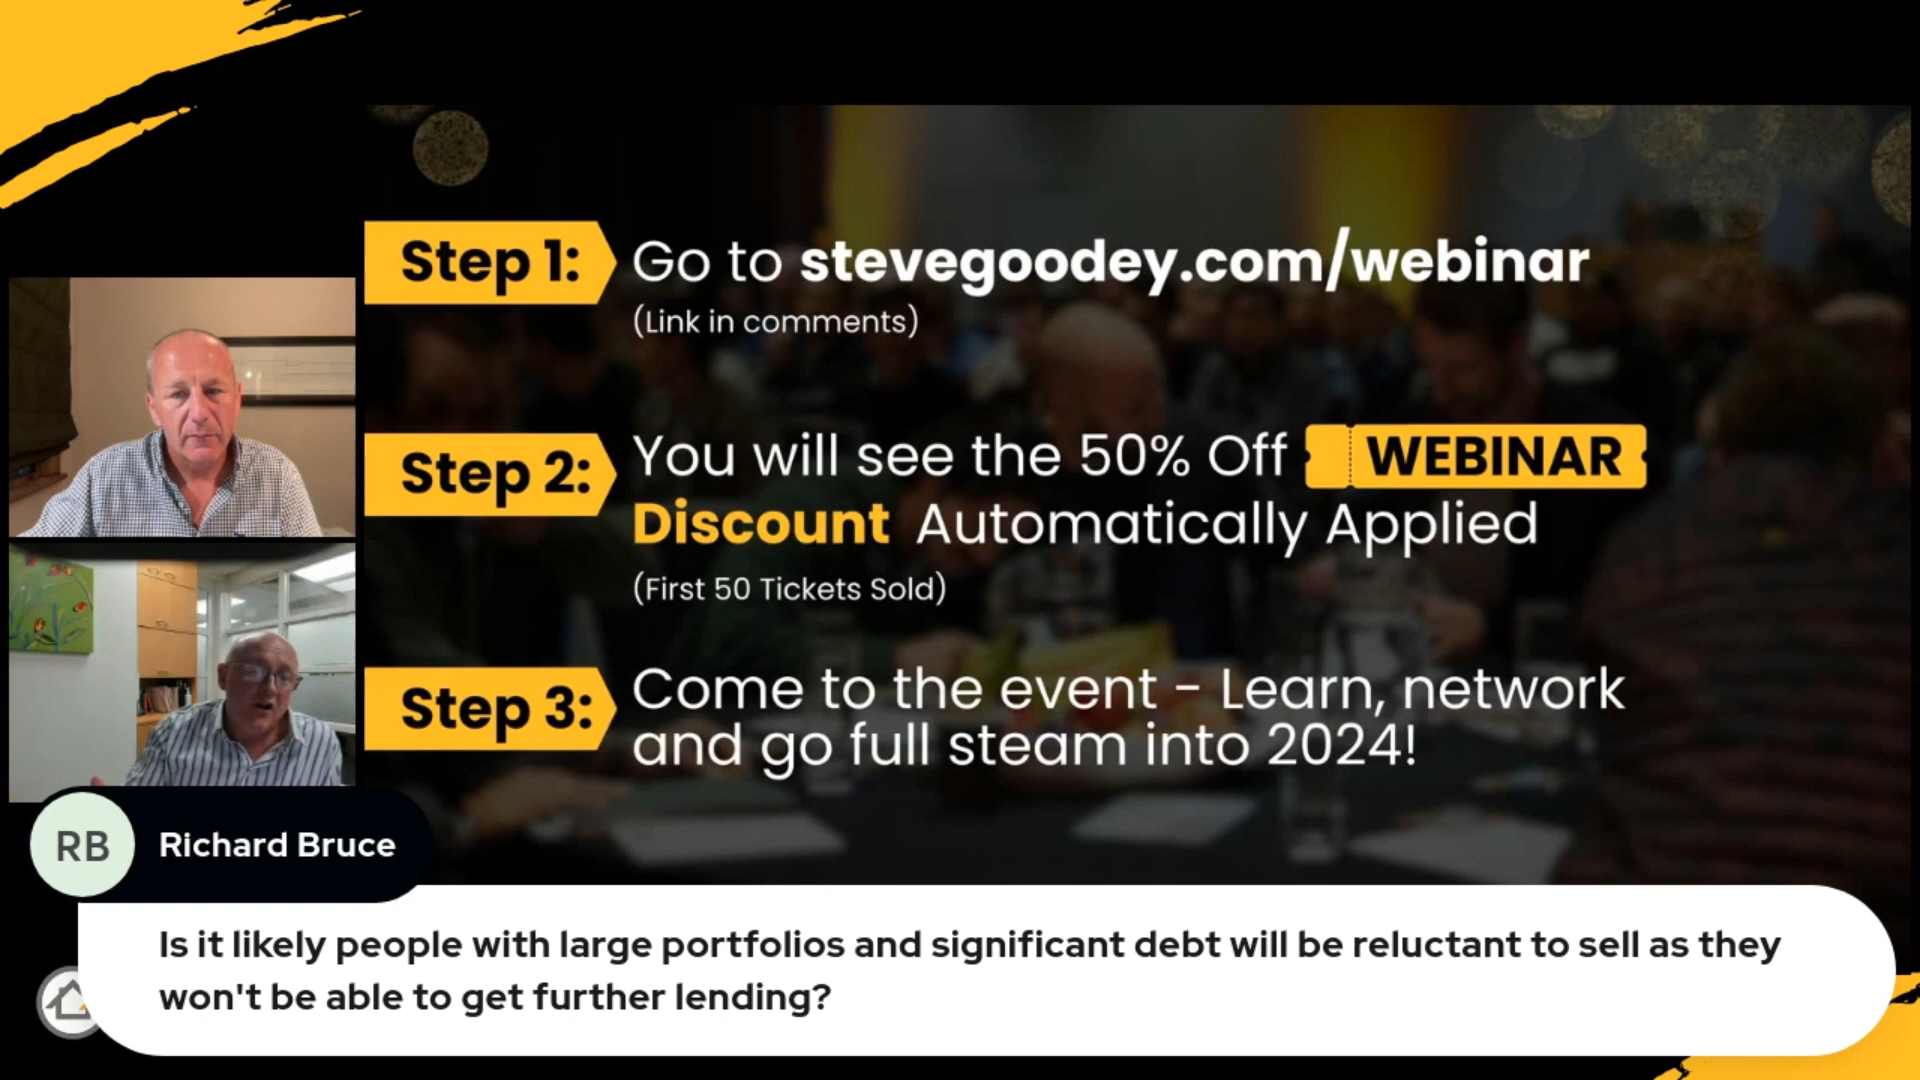 Step 1:
Go to stevegoodey.com/webinar
(Link in comments)
Step 2:
You will see the 50% Off WEBINAR
Discount Automatically Applied
(First 50 Tickets Sold)
Step 3:
Come to the event - Learn, network
and go full steam into 2024!
RB
Richard Bruce
Is it likely people with large portfolios and significant debt will be reluctant to sell as they
won't be able to get further lending?